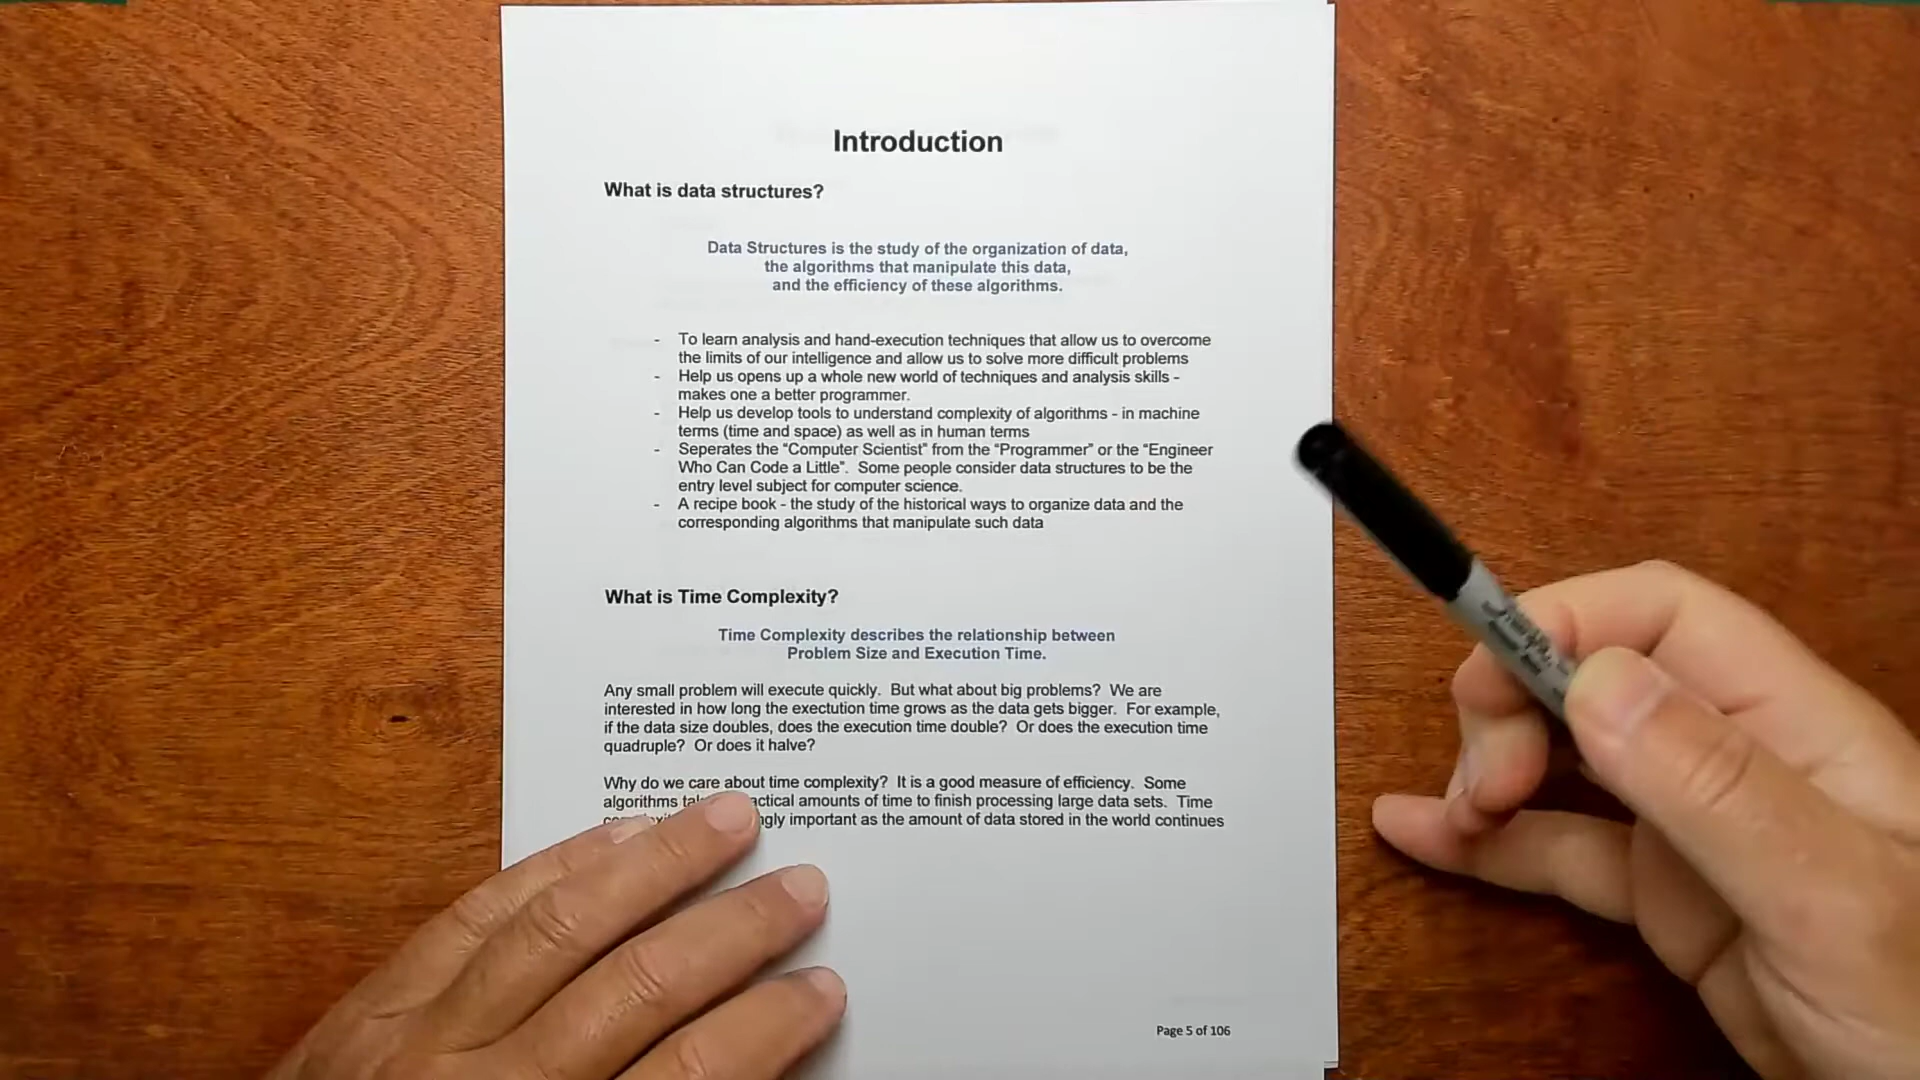 Introduction
What is data structures?
Data Structures is the study of the organization of data,
the algorithms that manipulate this data,
and the efficiency of these algorithms.
- To learn analysis and hand-execution techniques that allow us to overcome
the limits of our intelligence and allow us to solve more difficult problems
- Help us opens up a whole new world of techniques and analysis skills -
makes one a better programmer.
- Help us develop tools to understand complexity of algorithms - in machine
terms (time and space) as well as in human terms
- Seperates the “Computer Scientist” from the “Programmer” or the “Engineer
Who Can Code a Little”. Some people consider data structures to be the
entry level subject for computer science.
- A recipe book - the study of the historical ways to organize data and the
corresponding algorithms that manipulate such data
What is Time Complexity?
Time Complexity describes the relationship between
Problem Size and Execution Time.
Any small problem will execute quickly. But what about big problems? We are
interested in how long the exectution time grows as the data gets bigger. For example,
if the data size doubles, does the execution time double? Or does the execution time
quadruple? Or does it halve?
Why do we care about time complexity? It is a good measure of efficiency. Some
algorithms amounts of time to finish processing large data sets. Time
important as the amount of data stored in the world continues
Page 5 of 106